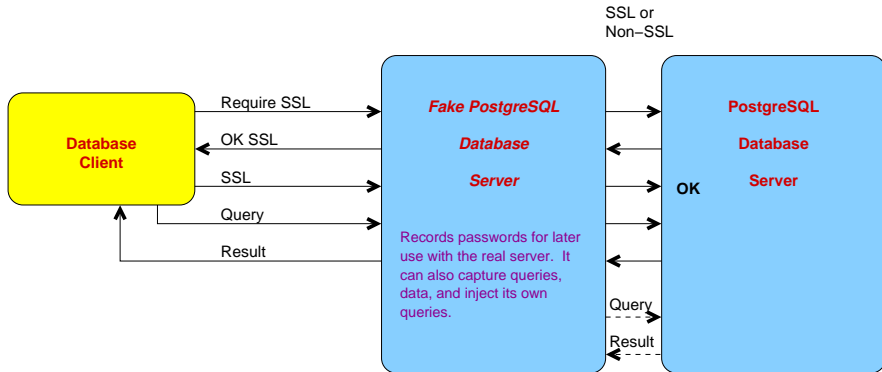 SSL or
Non–SSL
Require SSL
OK SSL
SSL
Query
Result
Database
Client
Fake PostgreSQL
Database
Server
Records passwords for later
use with the real server.  It
can also capture queries,
data, and inject its own
queries.
PostgreSQL
Database
Server
OK
Query
Result